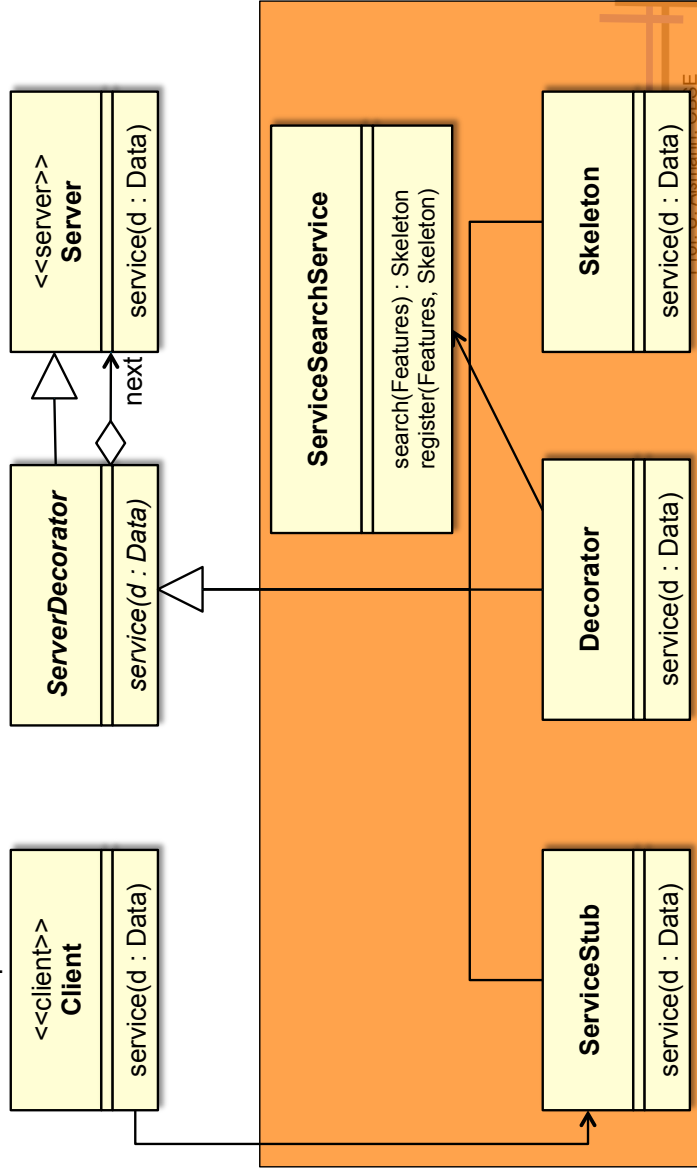 <<client>>
Client
service(d : Data)
ServerDecorator
service(d : Data)
<<server>>
Server
service(d : Data)
next
ServiceSearchService
search(Features) : Skeleton
register(Features, Skeleton)
ServiceStub
service(d : Data)
Decorator
service(d : Data)
Skeleton
service(d : Data)